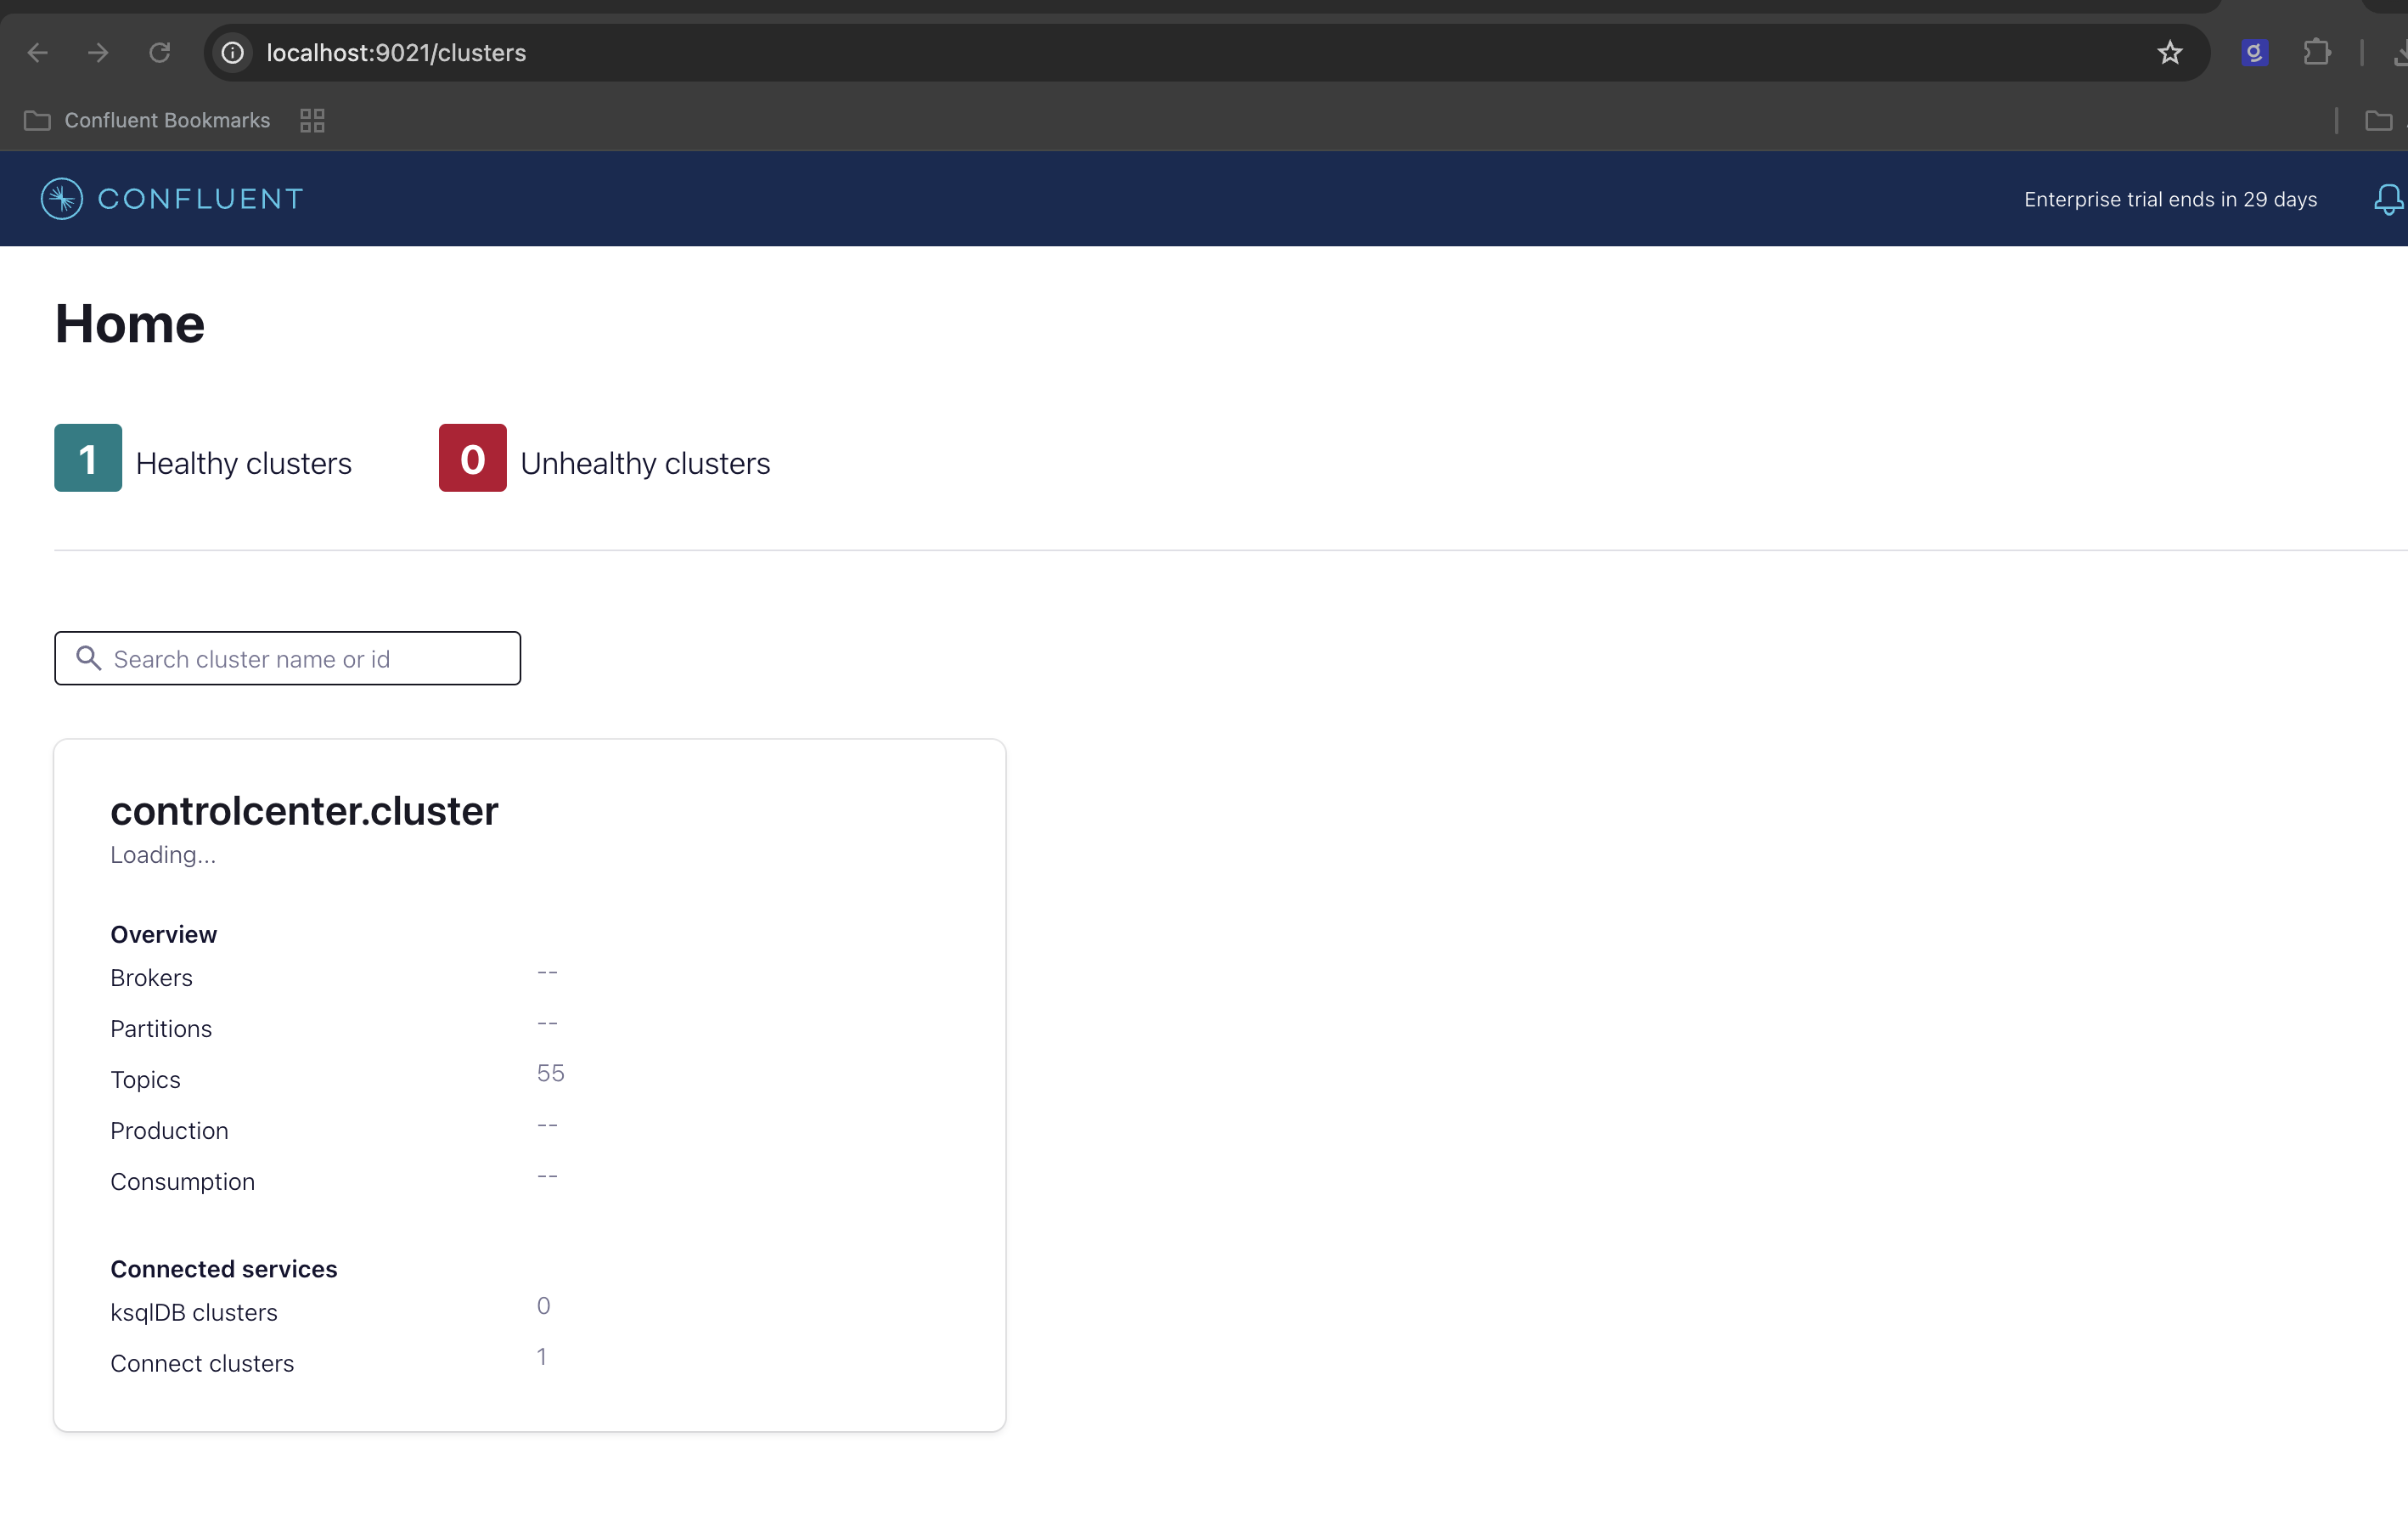 localhost:9021/clusters
Confluent Bookmarks
CONFLUENT
Enterprise trial ends in 29 days
Home
1 Healthy clusters 0 Unhealthy clusters
Search cluster name or id
controlcenter.cluster
Loading...
Overview
Brokers --
Partitions --
Topics 55
Production --
Consumption --
Connected services
ksqlDB clusters 0
Connect clusters 1